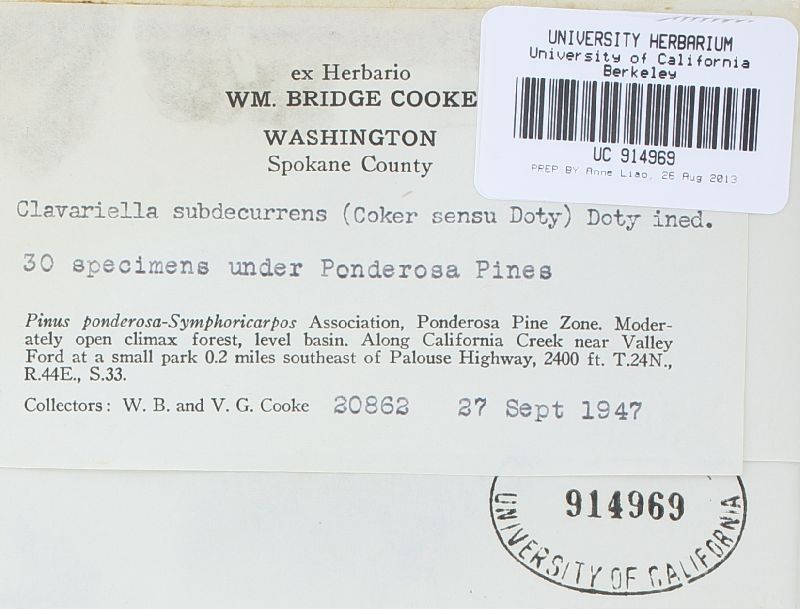 ex Herbario
WM. BRIDGE COOKE
WASHINGTON
Spokane County
UNIVERSITY HERBARIUM
University of California
Berkeley
UC 914969
PREP BY Anne Liao, 26 Aug 2013
Clavariella subdecurrens (Coker sensu Doty) Doty ined.
30 specimens under Ponderosa Pines
Pinus ponderosa-Symphoricarpos Association, Ponderosa Pine Zone. Moder-
ately open climax forest, level basin. Along California Creek near Valley
Ford at a small park 0.2 miles southeast of Palouse Highway, 2400 ft. T.24N.,
R.44E., S.33.
Collectors: W. B. and V. G. Cooke 20862 27 Sept 1947
914969
UNIVERSITY OF CALIFORNIA